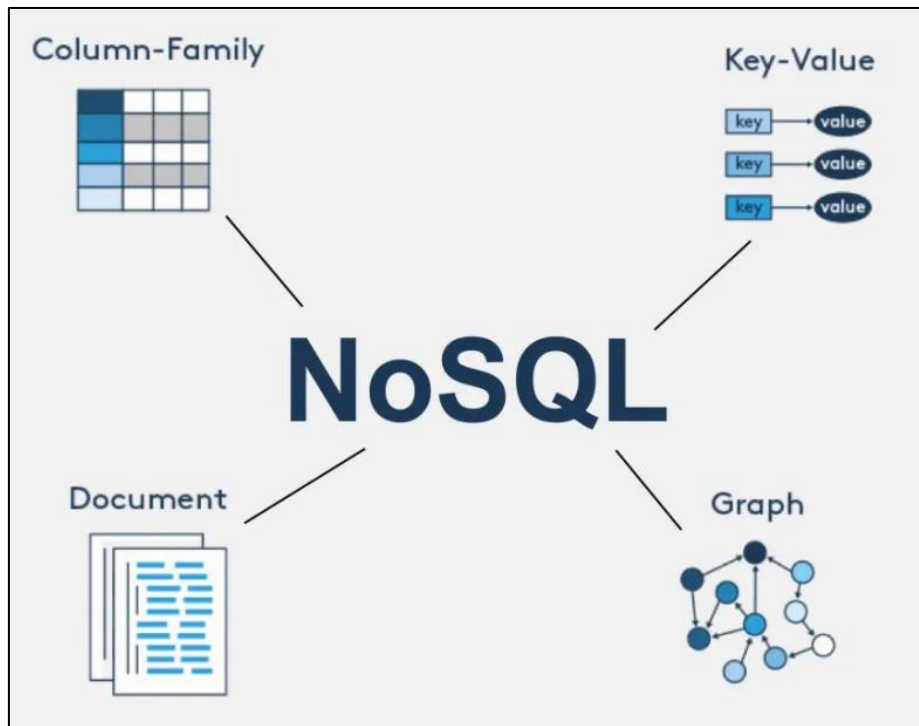 Column-Family
Key-Value
key value
key value
key value
NoSQL
Document
Graph